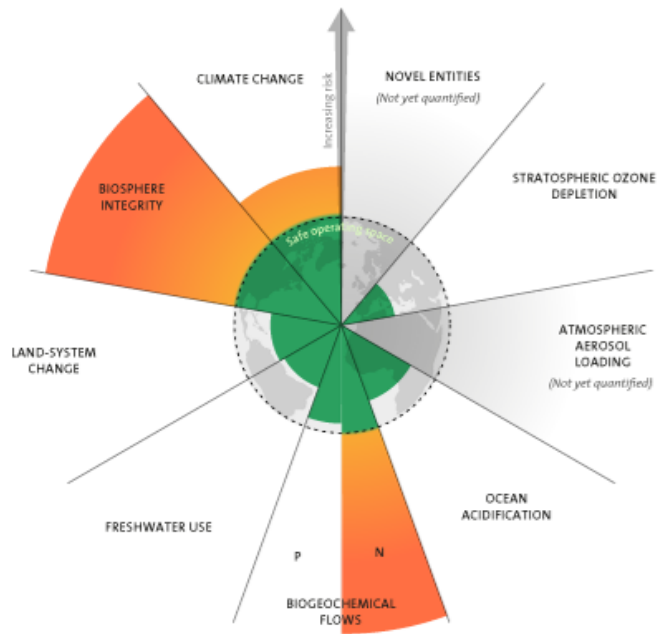 CLIMATE CHANGE
Increasing risk
NOVEL ENTITIES
(Not yet quantified)
STRATOSPHERIC OZONE
DEPLETION
BIOSPHERE
INTEGRITY
Safe operating space
ATMOSPHERIC
AEROSOL
LOADING
(Not yet quantified)
LAND-SYSTEM
CHANGE
OCEAN
ACIDIFICATION
FRESHWATER USE
P
N
BIOGEOCHEMICAL
FLOWS